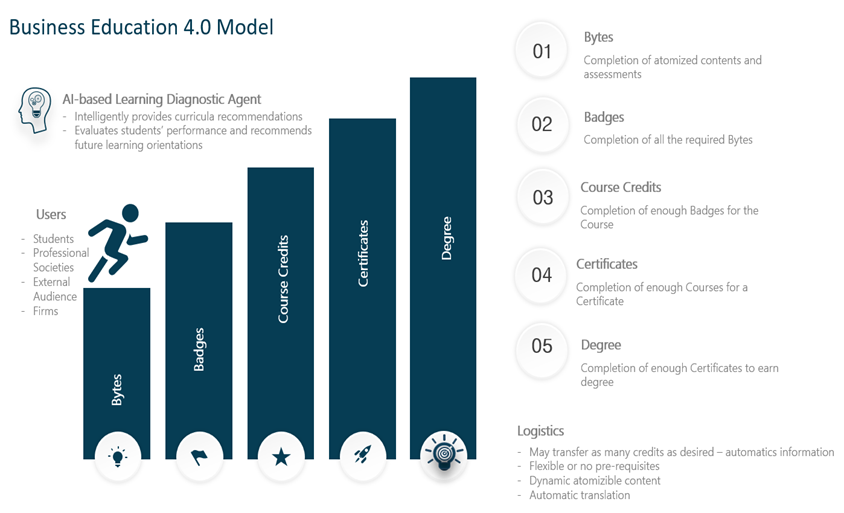 Business Education 4.0 Model
AI-based Learning Diagnostic Agent
- Intelligently provides curricula recommendations
- Evaluates students' performance and recommends
future learning orientations
Users
- Students
- Professional
Societies
- External
Audience
- Firms
Bytes
Badges
Course Credits
Certificates
Degree
01
Bytes
Completion of atomized contents and
assessments
02
Badges
Completion of all the required Bytes
03
Course Credits
Completion of enough Badges for the
Course
04
Certificates
Completion of enough Courses for a
Certificate
05
Degree
Completion of enough Certificates to earn
degree
Logistics
- May transfer as many credits as desired – automatics information
- Flexible or no pre-requisites
- Dynamic atomizible content
- Automatic translation